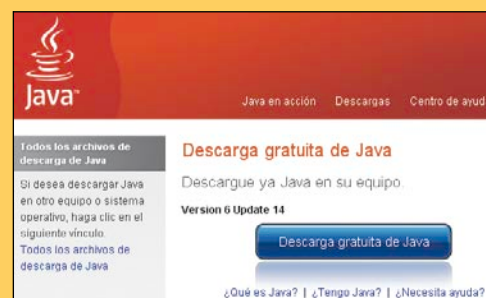 Java™
Java en acción Descargas Centro de ayud
Todos los archivos de
descarga de Java
Si desea descargar Java
en otro equipo o sistema
operativo, haga clic en el
siguiente vínculo.
Todos los archivos de
descarga de Java
Descarga gratuita de Java
Descargue ya Java en su equipo.
Version 6 Update 14
Descarga gratuita de Java
¿Qué es Java? | ¿Tengo Java? | ¿Necesita ayuda?